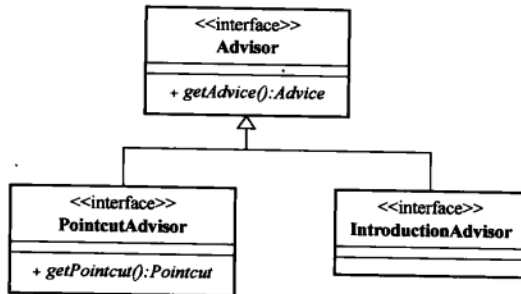 <<interface>>
Advisor
+ getAdvice():Advice
<<interface>>
PointcutAdvisor
+ getPointcut():Pointcut
<<interface>>
IntroductionAdvisor